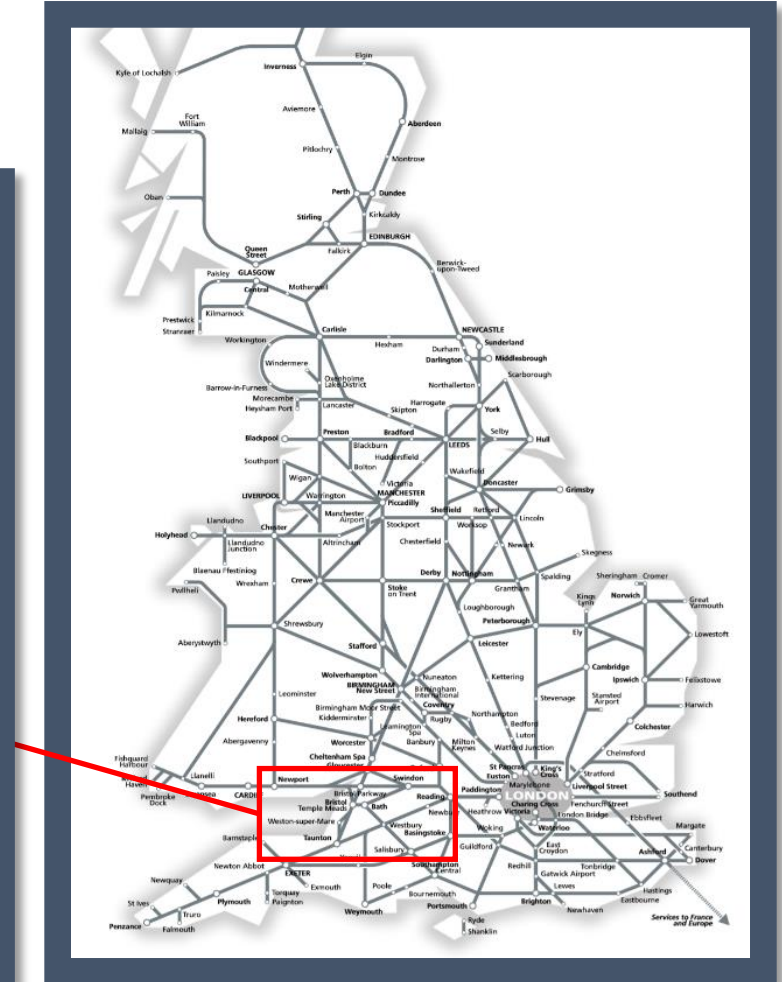 Inverness
Elgin
Kyle of Lochalsh
Aviemore
Fort
William
Mallaig
Aberdeen
Pitlochry
Montrose
Perth
Dundee
Oban
Stirling
Kirkcaldy
EDINBURGH
Queen
Street
Falkirk
Berwick-
upon-Tweed
Paisley
GLASGOW
Central
Motherwell
Prestwick
Kilmarnock
Stranraer
Carlisle
NEWCASTLE
Workington
Hexham
Sunderland
Durham
Darlington
Middlesbrough
Windermere
Scarborough
Oxenholme
Lake District
Northallerton
Barrow-in-Furness
Morecambe
Heysham Port
Lancaster
Harrogate
York
Skipton
Blackpool
Preston
Bradford
LEEDS
Selby
Hull
Blackburn
Huddersfield
Southport
Bolton
Wakefield
Wigan
Victoria
Doncaster
Grimsby
LIVERPOOL
Warrington
MANCHESTER
Piccadilly
Sheffield
Retford
Llandudno
Manchester
Airport
Stockport
Worksop
Lincoln
Holyhead
Chester
Llandudno
Junction
Altrincham
Chesterfield
Newark
Skegness
Blaenau Ffestiniog
Wrexham
Crewe
Stoke
on Trent
Derby
Nottingham
Grantham
Spalding
Sheringham
Cromer
Pwllheli
Loughborough
Kings
Lynn
Norwich
Great
Yarmouth
Peterborough
Aberystwyth
Shrewsbury
Stafford
Leicester
Ely
Lowestoft
Wolverhampton
Nuneaton
Kettering
Cambridge
BIRMINGHAM
New Street
Birmingham
International
Ipswich
Felixstowe
Leominster
Birmingham Moor Street
Coventry
Stevenage
Stansted
Airport
Harwich
Hereford
Kidderminster
Rugby
Northampton
Leamington
Spa
Bedford
Colchester
Abergavenny
Worcester
Banbury
Milton
Keynes
Luton
Cheltenham Spa
Watford Junction
Chelmsford
Fishguard
Harbour
Gloucester
St Pancras
King's
Cross
Euston
Stratford
Haven
Llanelli
Newport
Swindon
Marylebone
Liverpool Street
Pembroke
Dock
Bristol Parkway
Reading
Paddington
LONDON
Southend
Bristol
Temple Meads
Bath
Charing Cross
Fenchurch Street
Weston-super-Mare
Heathrow
Victoria
London Bridge
Ebbsfleet
Westbury
Waterloo
Margate
Barnstaple
Taunton
Basingstoke
Woking
East
Croydon
Canterbury
Salisbury
Guildford
Ashford
Dover
Newton Abbot
EXETER
Southampton
Central
Redhill
Tonbridge
Gatwick Airport
Newquay
Exmouth
Poole
Lewes
Hastings
St Ives
Plymouth
Torquay
Paignton
Bournemouth
Portsmouth
Brighton
Eastbourne
Truro
Weymouth
Newhaven
Penzance
Falmouth
Ryde
Shanklin
Services to France
and Europe